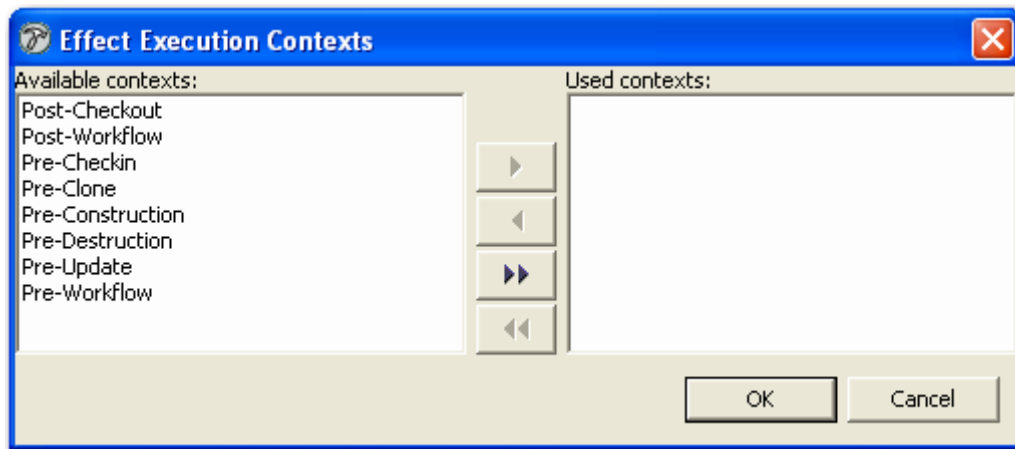 Effect Execution Contexts
Available contexts:
Used contexts:
Post-Checkout
Post-Workflow
Pre-Checkin
Pre-Clone
Pre-Construction
Pre-Destruction
Pre-Update
Pre-Workflow
OK
Cancel